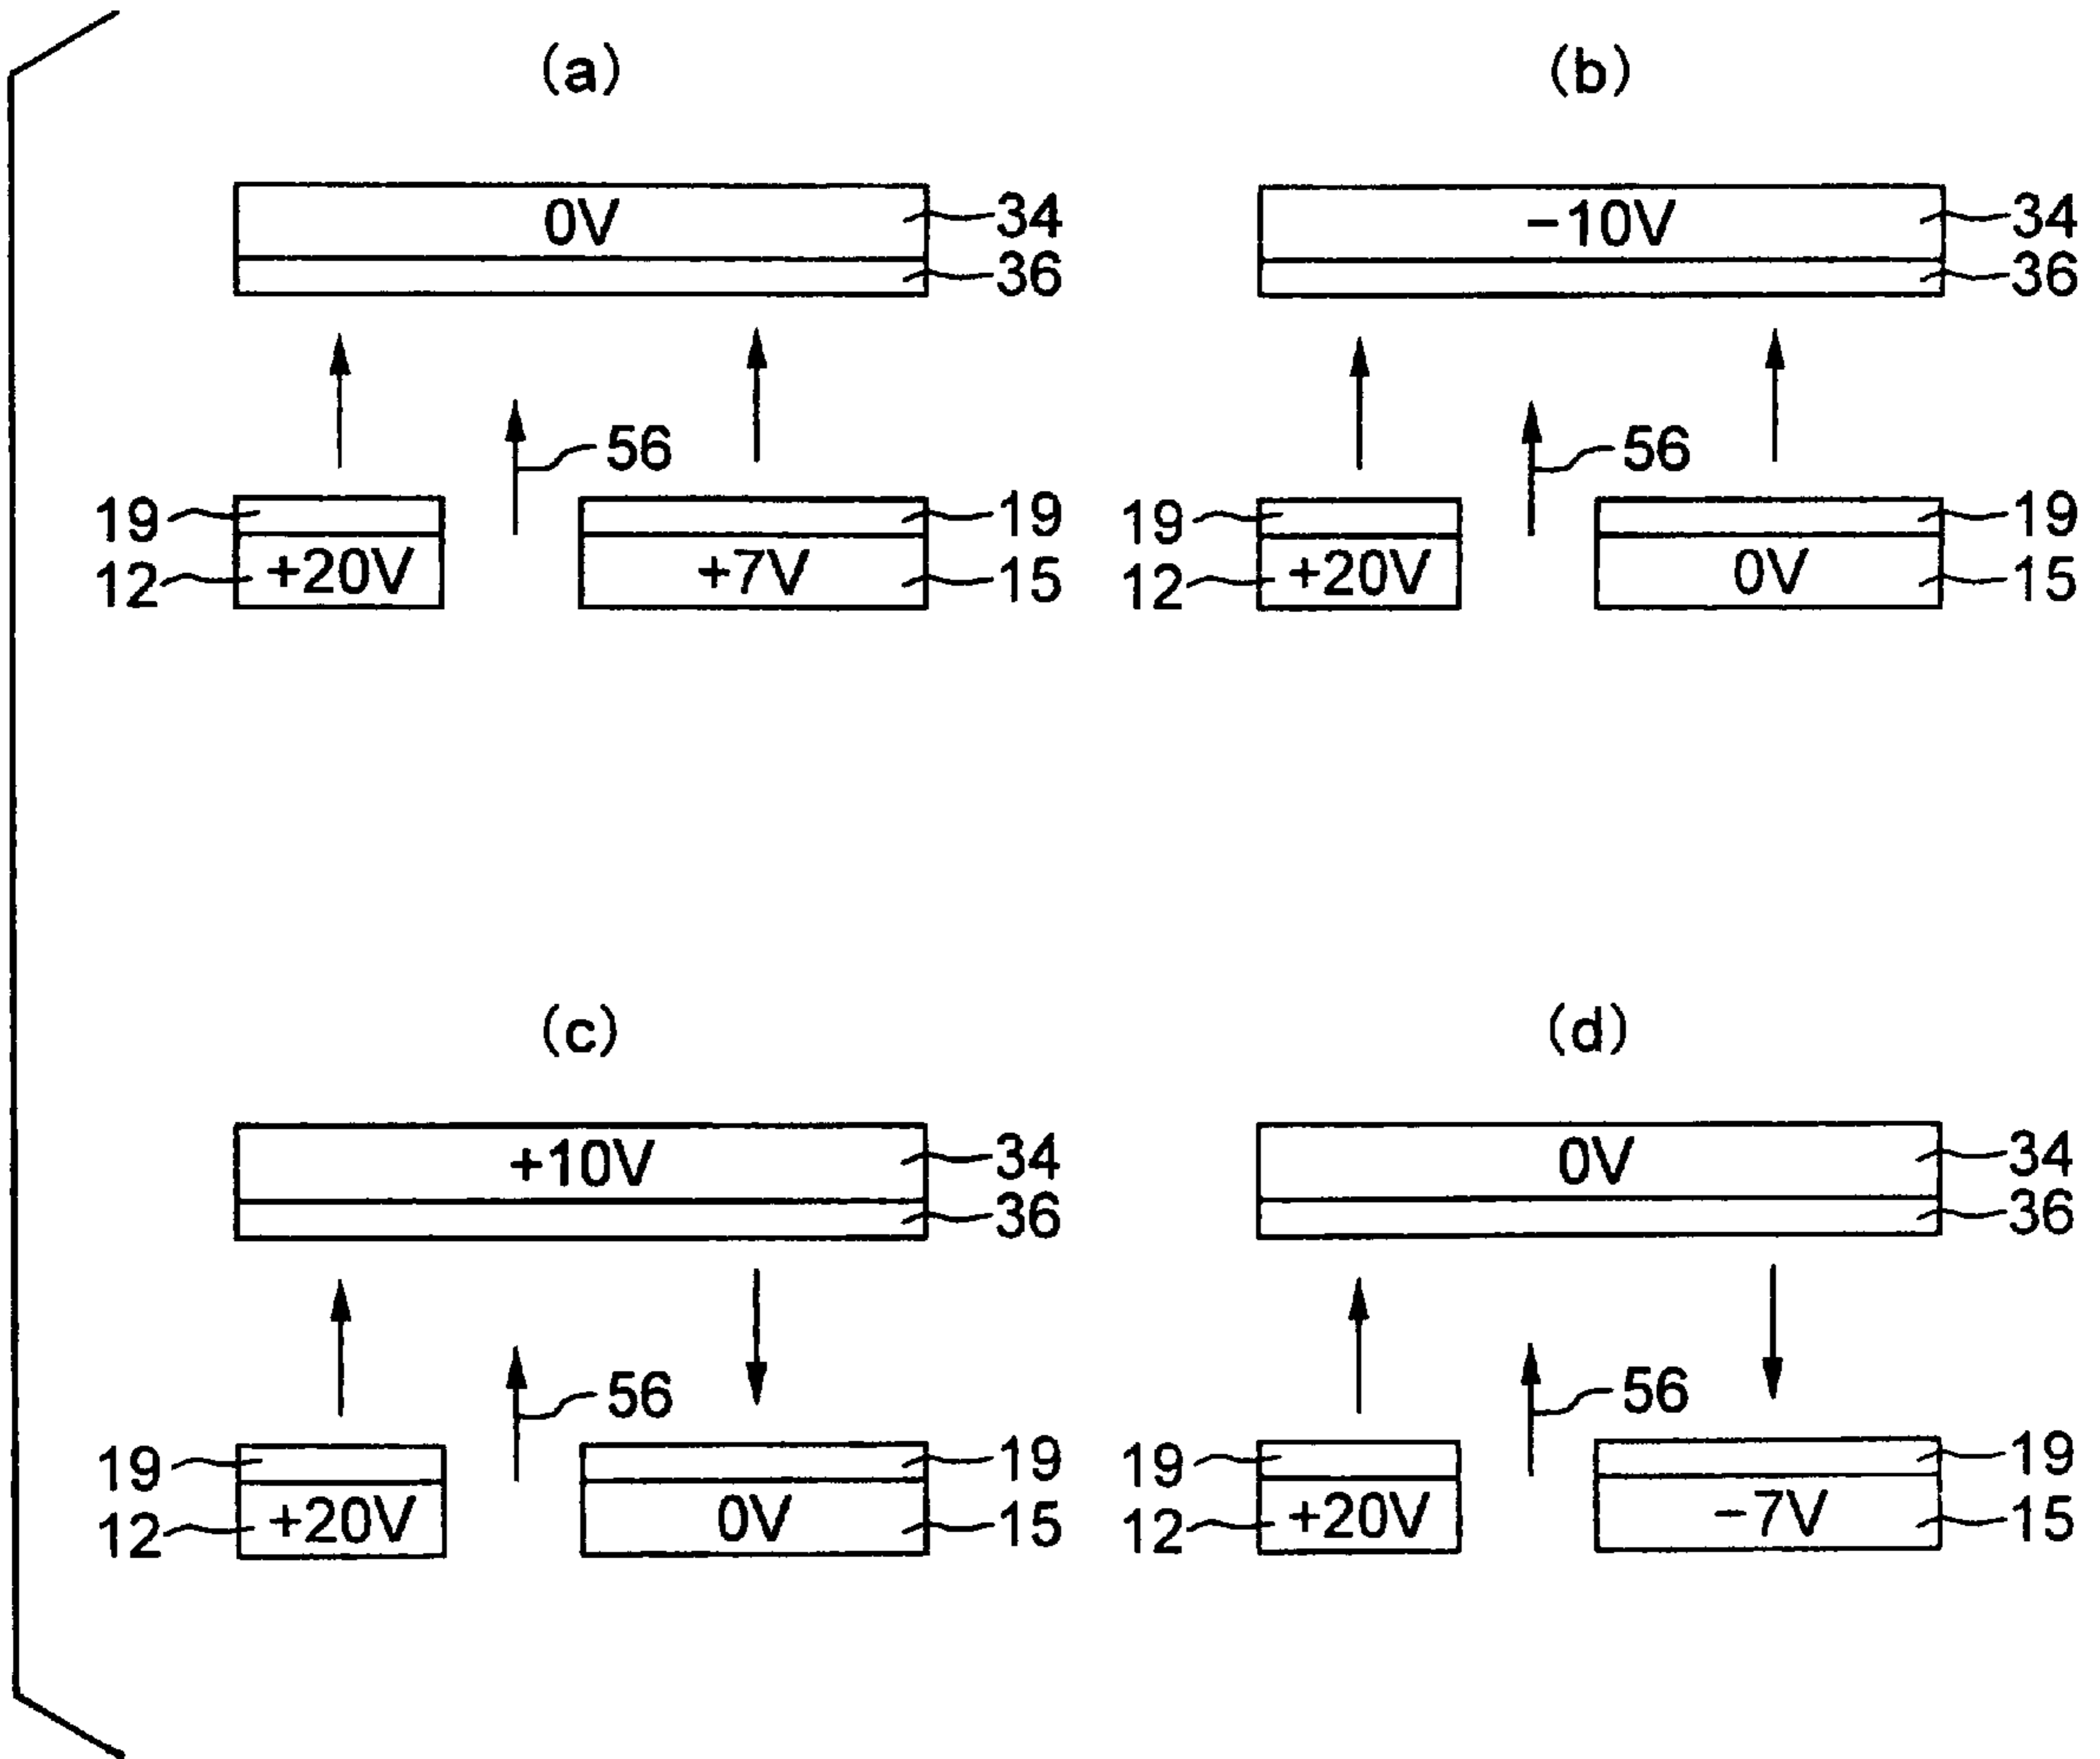 (a)
0V 34
36
56
19 19
12 +20V +7V 15
(b)
−10V 34
36
56
19 19
12 +20V 0V 15
(c)
+10V 34
36
56
19 19
12 +20V 0V 15
(d)
0V 34
36
56
19 19
12 +20V −7V 15